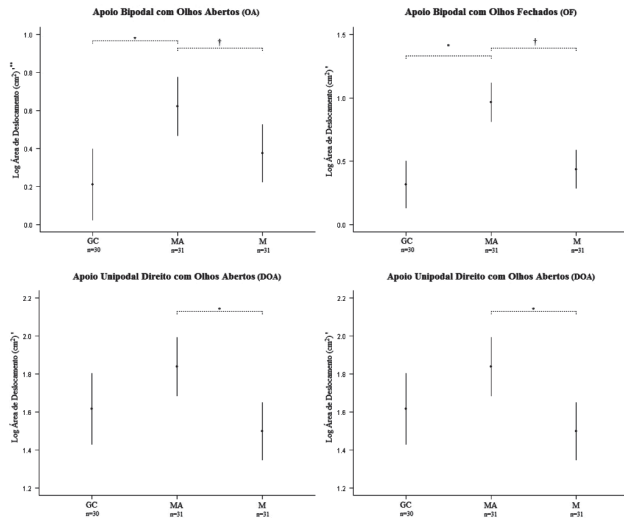 Apoio Bipodal com Olhos Abertos (OA)
Log Área de Deslocamento (cm²)**
1.0
0.8
0.6
0.4
0.2
0.0
*
†
GC
n=30
MA
n=31
M
n=31
Apoio Bipodal com Olhos Fechados (OF)
Log Área de Deslocamento (cm²)*
1.5
1.0
0.5
0.0
*
†
GC
n=30
MA
n=31
M
n=31
Apoio Unipodal Direito com Olhos Abertos (DOA)
Log Área de Deslocamento (cm²)*
2.2
2.0
1.8
1.6
1.4
1.2
*
GC
n=30
MA
n=31
M
n=31
Apoio Unipodal Direito com Olhos Abertos (DOA)
Log Área de Deslocamento (cm²)*
2.2
2.0
1.8
1.6
1.4
1.2
*
GC
n=30
MA
n=31
M
n=31